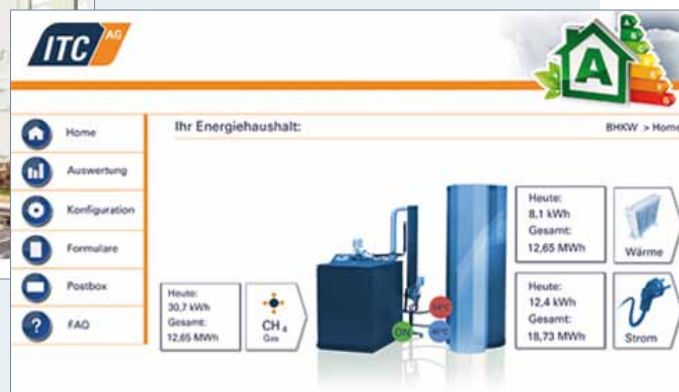 ITC AG
A
Ihr Energiehaushalt:
BHKW > Home
Home
Auswertung
Konfiguration
Formulare
Postbox
FAQ
Heute:
30,7 kWh
Gesamt:
12,65 MWh
CH4
Gas
ON
Heute:
8,1 kWh
Gesamt:
12,65 MWh
Wärme
Heute:
12,4 kWh
Gesamt:
18,73 MWh
Strom